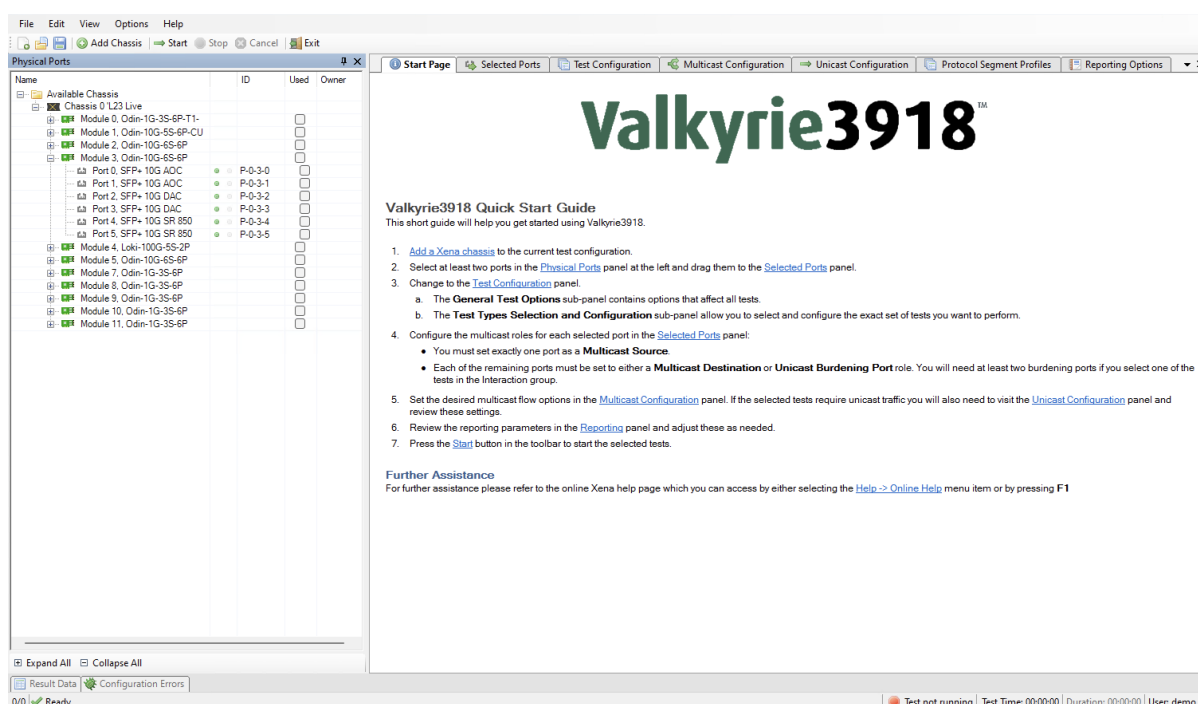 File Edit View Options Help
Add Chassis Start Stop Cancel Exit
Physical Ports
Name ID Used Owner
Available Chassis
Chassis 0 'L23 Live
Module 0, Odin-1G-3S-6P-T1-
Module 1, Odin-10G-5S-6P-CU
Module 2, Odin-10G-6S-6P
Module 3, Odin-10G-6S-6P
Port 0, SFP+ 10G AOC P-0-3-0
Port 1, SFP+ 10G AOC P-0-3-1
Port 2, SFP+ 10G DAC P-0-3-2
Port 3, SFP+ 10G DAC P-0-3-3
Port 4, SFP+ 10G SR 850 P-0-3-4
Port 5, SFP+ 10G SR 850 P-0-3-5
Module 4, Loki-100G-5S-2P
Module 5, Odin-10G-6S-6P
Module 7, Odin-1G-3S-6P
Module 8, Odin-1G-3S-6P
Module 9, Odin-1G-3S-6P
Module 10, Odin-1G-3S-6P
Module 11, Odin-1G-3S-6P
Expand All Collapse All
Start Page Selected Ports Test Configuration Multicast Configuration Unicast Configuration Protocol Segment Profiles Reporting Options
Valkyrie3918™
Valkyrie3918 Quick Start Guide
This short guide will help you get started using Valkyrie3918.
1. Add a Xena chassis to the current test configuration.
2. Select at least two ports in the Physical Ports panel at the left and drag them to the Selected Ports panel.
3. Change to the Test Configuration panel.
a. The General Test Options sub-panel contains options that affect all tests.
b. The Test Types Selection and Configuration sub-panel allow you to select and configure the exact set of tests you want to perform.
4. Configure the multicast roles for each selected port in the Selected Ports panel:
• You must set exactly one port as a Multicast Source.
• Each of the remaining ports must be set to either a Multicast Destination or Unicast Burdening Port role. You will need at least two burdening ports if you select one of the
tests in the Interaction group.
5. Set the desired multicast flow options in the Multicast Configuration panel. If the selected tests require unicast traffic you will also need to visit the Unicast Configuration panel and
review these settings.
6. Review the reporting parameters in the Reporting panel and adjust these as needed.
7. Press the Start button in the toolbar to start the selected tests.
Further Assistance
For further assistance please refer to the online Xena help page which you can access by either selecting the Help -> Online Help menu item or by pressing F1
Result Data Configuration Errors
0/0 Ready Test not running Test Time: 00:00:00 Duration: 00:00:00 User: demo